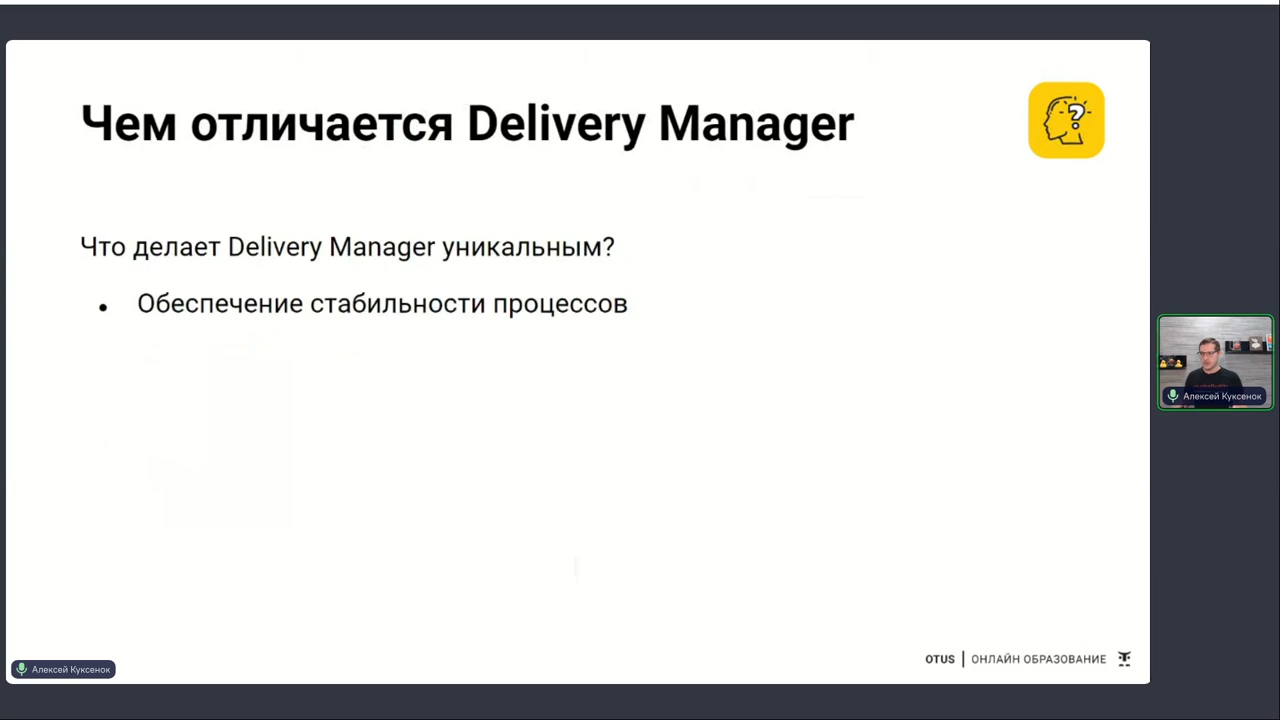 Чем отличается Delivery Manager
Что делает Delivery Manager уникальным?
• Обеспечение стабильности процессов
Алексей Куксенок
Алексей Куксенок
OTUS | ОНЛАЙН ОБРАЗОВАНИЕ